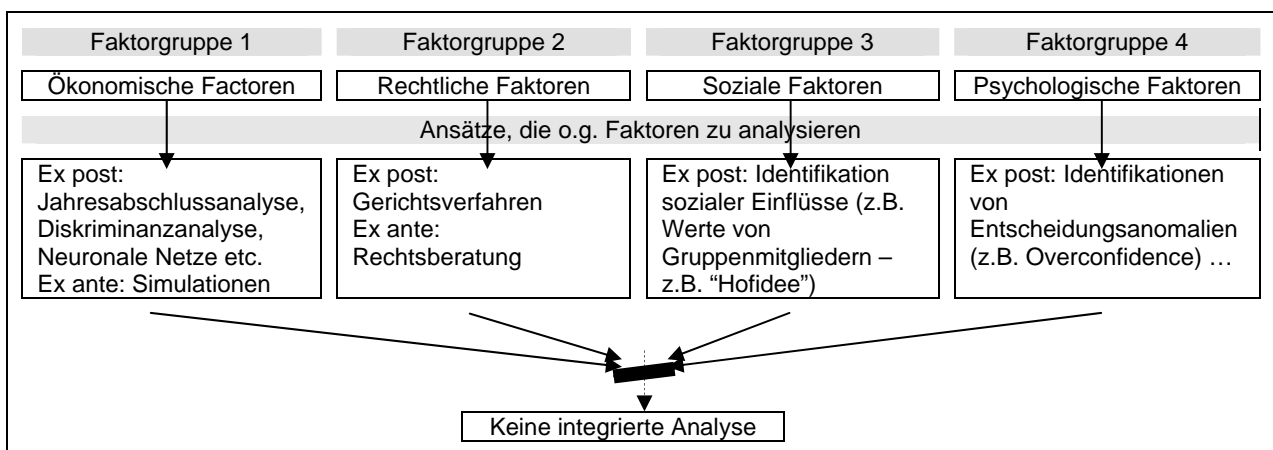 Faktorgruppe 1
Faktorgruppe 2
Faktorgruppe 3
Faktorgruppe 4
Ökonomische Factoren
Rechtliche Faktoren
Soziale Faktoren
Psychologische Faktoren
Ansätze, die o.g. Faktoren zu analysieren
Ex post:
Jahresabschlussanalyse,
Diskriminanzanalyse,
Neuronale Netze etc.
Ex ante: Simulationen
Ex post:
Gerichtsverfahren
Ex ante:
Rechtsberatung
Ex post: Identifikation
sozialer Einflüsse (z.B.
Werte von
Gruppenmitgliedern –
z.B. “Hofidee”)
Ex post: Identifikationen
von
Entscheidungsanomalien
(z.B. Overconfidence) …
Keine integrierte Analyse